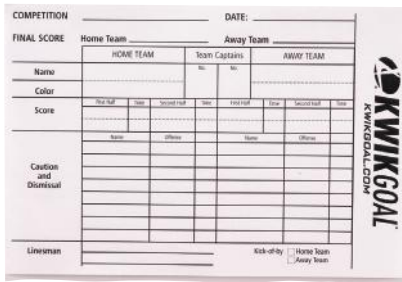 COMPETITION DATE:
FINAL SCORE Home Team Away Team
HOME TEAM Team Captains AWAY TEAM
Name No. No.
Color
First Half Time Second Half Time First Half Time Second Half Time
Score
Name Offense Name Offense
Caution
and
Dismissal
Linesman Kick-of-by Home Team
Away Team
KWIKGOAL
KWIKGOAL.COM